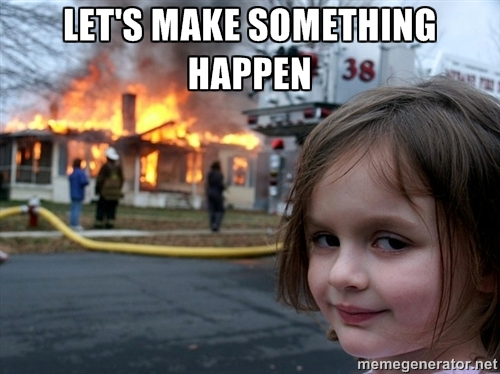 LET'S MAKE SOMETHING
HAPPEN
38
memegenerator.net